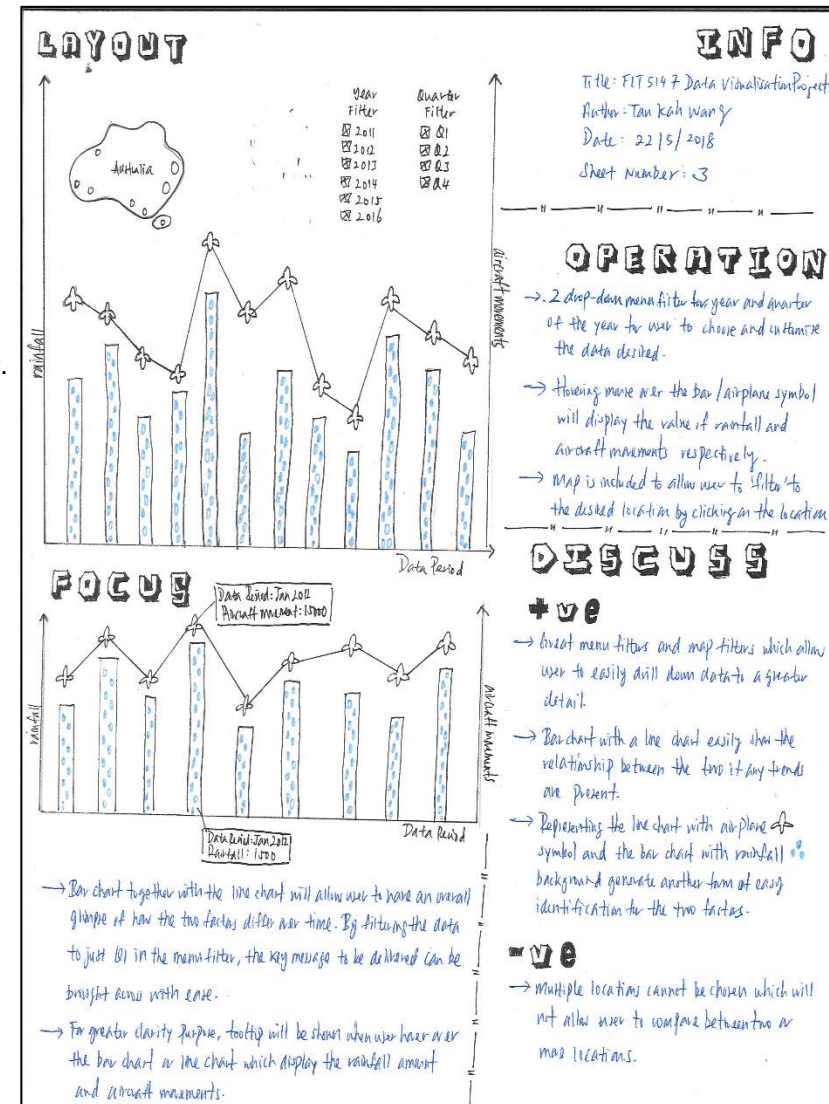 LAYOUT
Year
Filter
☒ 2011
☒ 2012
☒ 2013
☒ 2014
☒ 2015
☒ 2016
Quarter
Filter
☒ Q1
☒ Q2
☒ Q3
☒ Q4
Australia
rainfall
aircraft movements
Data Period
INFO
Title: FIT5147 Data Visualisation Project
Author: Tan Kah Wang
Date: 22/5/2018
Sheet Number: 3
OPERATION
→ 2 drop-down menu filter for year and quarter
of the year for user to choose and customise
the data desired.
→ Hovering mouse over the bar/airplane symbol
will display the value of rainfall and
aircraft movements respectively.
→ Map is included to allow user to 'filter' to
the desired location by clicking on the location
FOCUS
Data Period: Jan 2012
Aircraft movement: 15000
rainfall
aircraft movements
Data Period
Data Period: Jan 2012
Rainfall: 1500
→ Bar chart together with the line chart will allow user to have an overall
glimpse of how the two factors differ over time. By filtering the data
to just Q1 in the menu filter, the key message to be delivered can be
brought across with ease.
→ For greater clarity purpose, tooltip will be shown when user hover over
the bar chart or line chart which display the rainfall amount
and aircraft movements.
DISCUSS
+ve
→ Great menu filters and map filters which allow
user to easily drill down data to a greater
detail.
→ Bar chart with a line chart easily show the
relationship between the two if any trends
are present.
→ Representing the line chart with airplane
symbol and the bar chart with rainfall
background generate another form of easy
identification for the two factors.
-ve
→ Multiple locations cannot be chosen which will
not allow user to compare between two or
more locations.